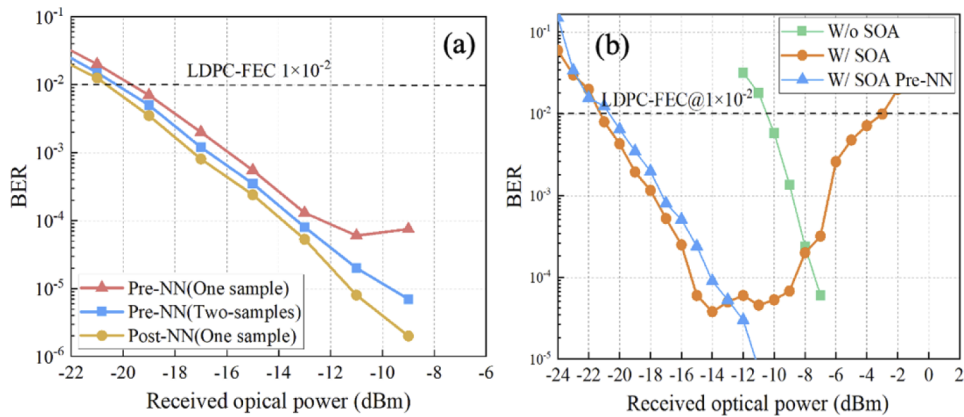 (a)
LDPC-FEC 1×10⁻²
BER
10⁻¹
10⁻²
10⁻³
10⁻⁴
10⁻⁵
10⁻⁶
Pre-NN(One sample)
Pre-NN(Two-samples)
Post-NN(One sample)
-22 -20 -18 -16 -14 -12 -10 -8 -6
Received optical power (dBm)
(b)
W/o SOA
W/ SOA
W/ SOA Pre-NN
LDPC-FEC@1×10⁻²
BER
10⁻¹
10⁻²
10⁻³
10⁻⁴
10⁻⁵
-24 -22 -20 -18 -16 -14 -12 -10 -8 -6 -4 -2 0 2
Received optical power (dBm)